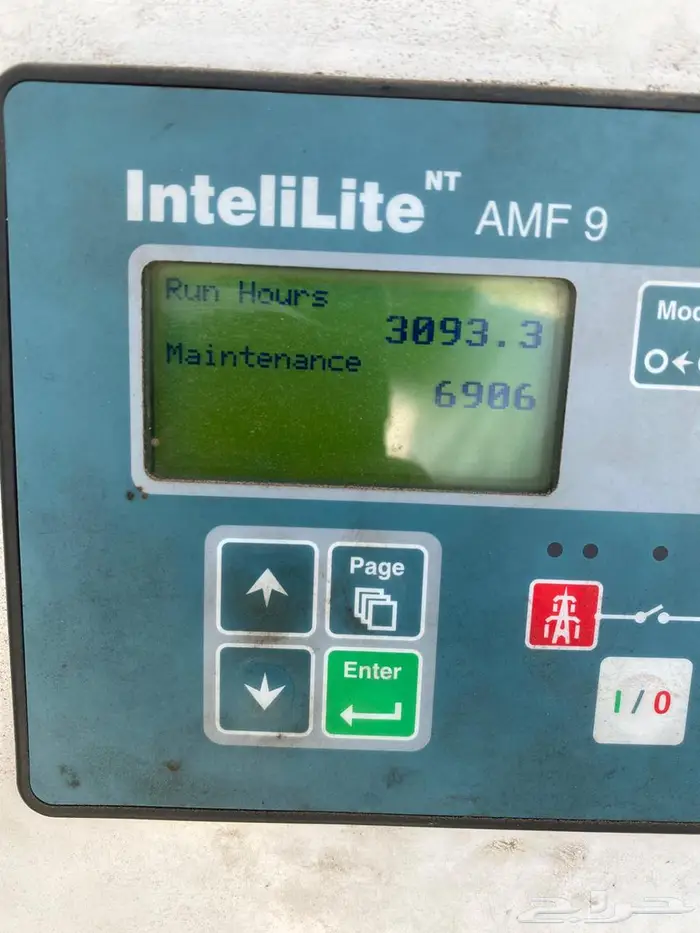 InteliLite NT AMF 9
Run Hours
3093.3
Maintenance
6906
Page
Enter
I/0
حراج